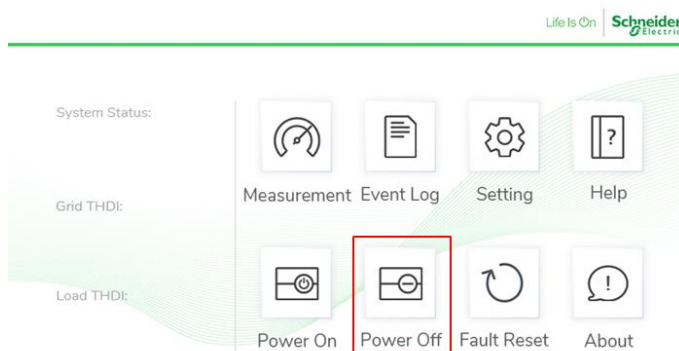 Life Is On
Schneider
Electric
System Status:
Grid THDI:
Load THDI:
Measurement Event Log Setting Help
Power On Power Off Fault Reset About